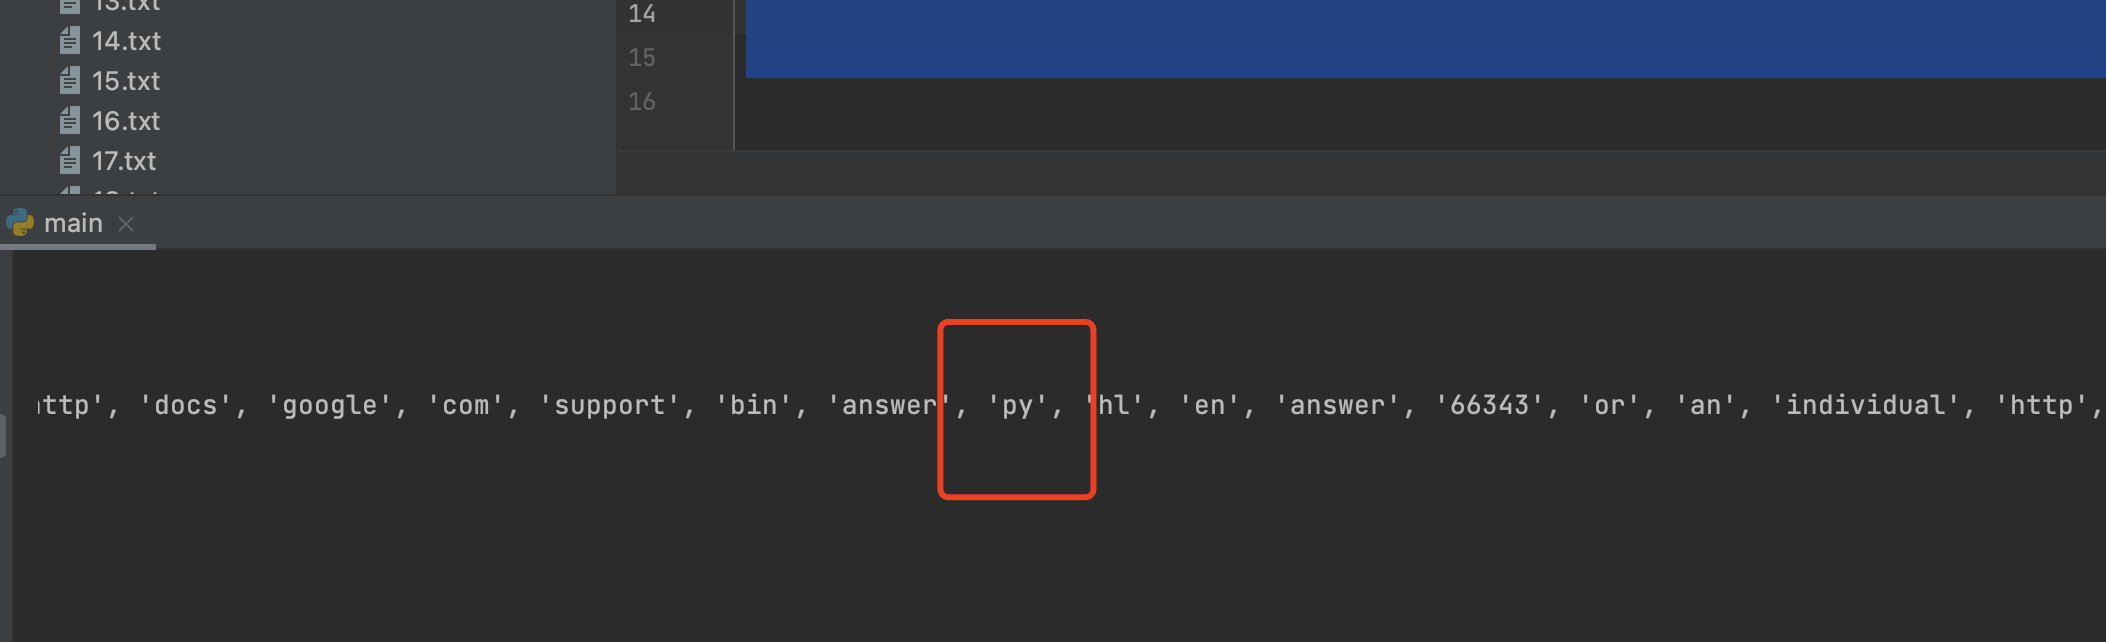 13.txt
14.txt
15.txt
16.txt
17.txt
14
15
16
main
ttp', 'docs', 'google', 'com', 'support', 'bin', 'answer', 'py', 'hl', 'en', 'answer', '66343', 'or', 'an', 'individual', 'http',